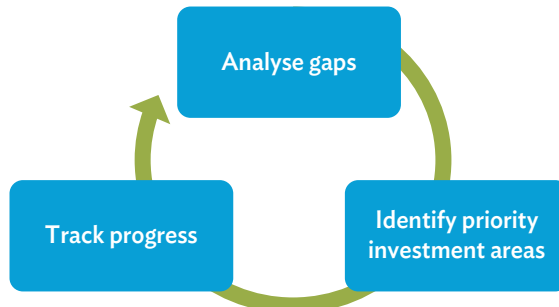 Analyse gaps
Track progress
Identify priority
investment areas